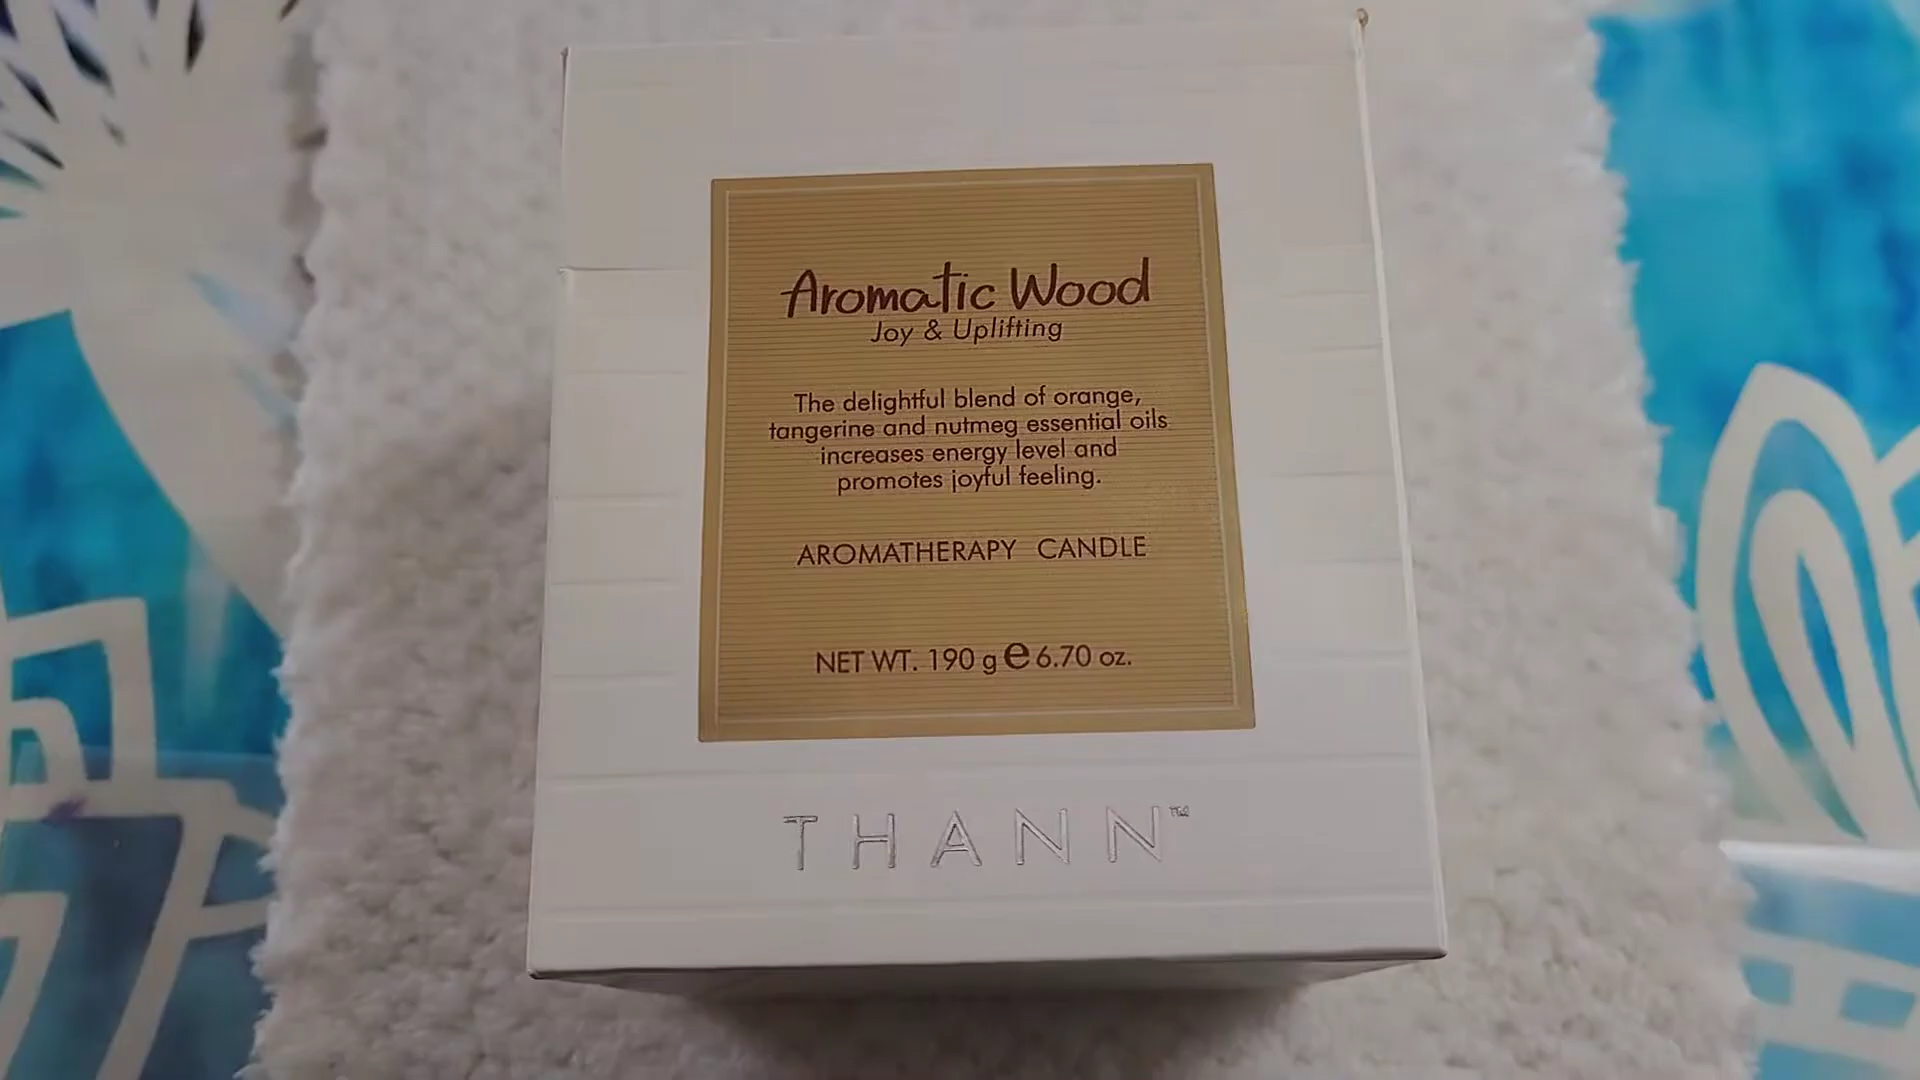 Aromatic Wood
Joy & Uplifting
The delightful blend of orange,
tangerine and nutmeg essential oils
increases energy level and
promotes joyful feeling.
AROMATHERAPY CANDLE
NET WT. 190 g e 6.70 oz.
THANN™